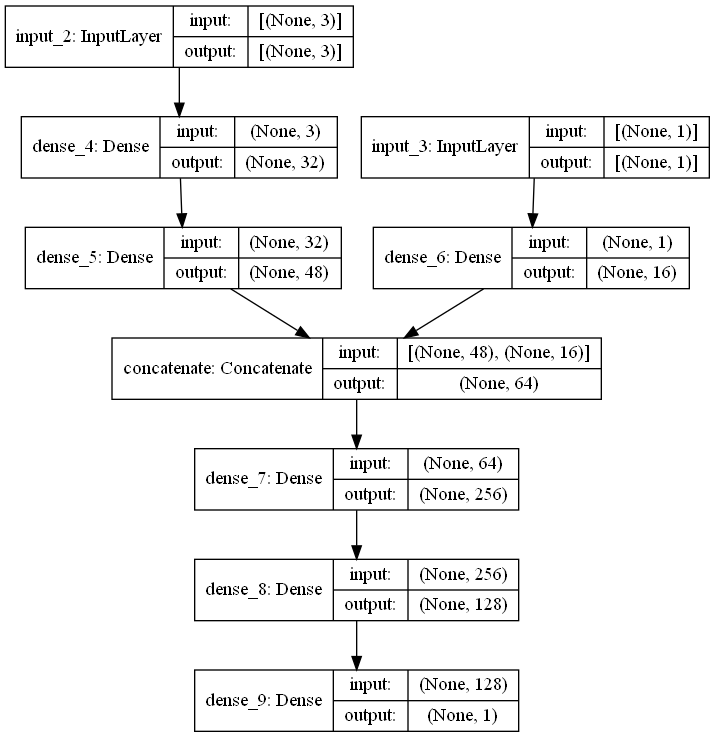 input_2: InputLayer
input: [(None, 3)]
output: [(None, 3)]
dense_4: Dense
input: (None, 3)
output: (None, 32)
input_3: InputLayer
input: [(None, 1)]
output: [(None, 1)]
dense_5: Dense
input: (None, 32)
output: (None, 48)
dense_6: Dense
input: (None, 1)
output: (None, 16)
concatenate: Concatenate
input: [(None, 48), (None, 16)]
output: (None, 64)
dense_7: Dense
input: (None, 64)
output: (None, 256)
dense_8: Dense
input: (None, 256)
output: (None, 128)
dense_9: Dense
input: (None, 128)
output: (None, 1)